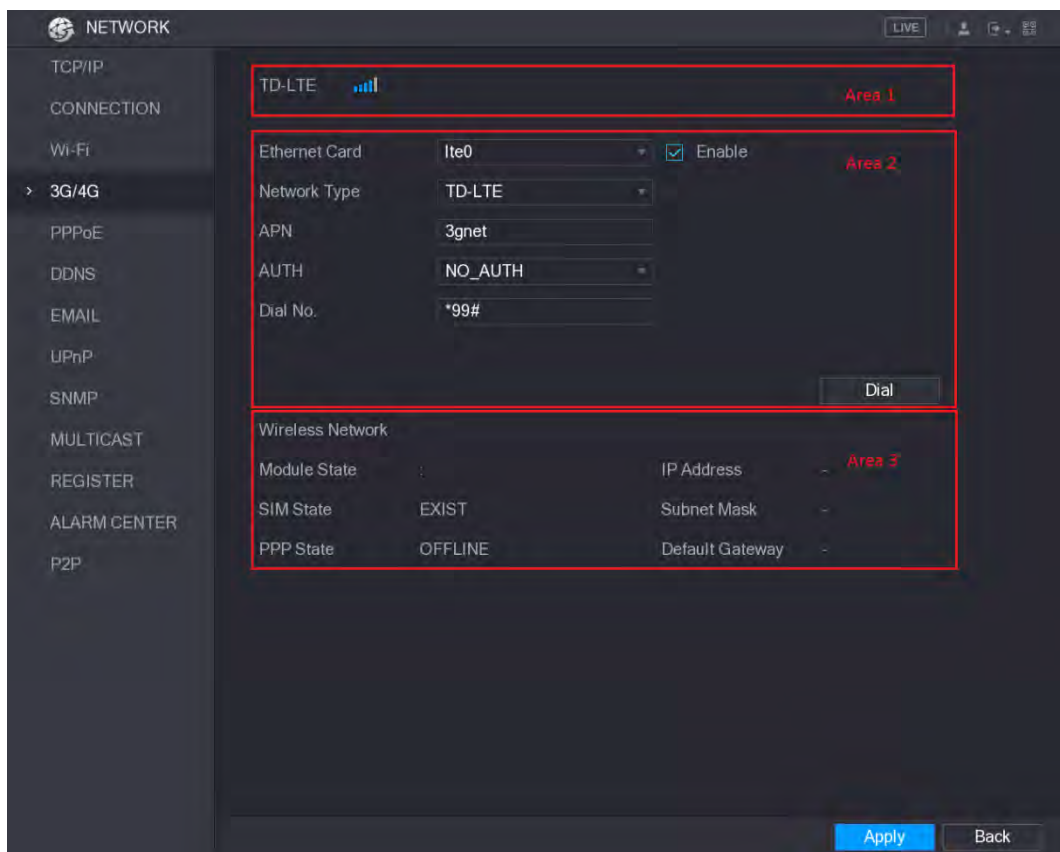 NETWORK
LIVE
TCP/IP
CONNECTION
Wi-Fi
3G/4G
PPPoE
DDNS
EMAIL
UPnP
SNMP
MULTICAST
REGISTER
ALARM CENTER
P2P
TD-LTE
Area 1
Ethernet Card lte0 Enable
Area 2
Network Type TD-LTE
APN 3gnet
AUTH NO_AUTH
Dial No. *99#
Dial
Wireless Network
Module State : IP Address -
Area 3
SIM State EXIST Subnet Mask -
PPP State OFFLINE Default Gateway -
Apply Back